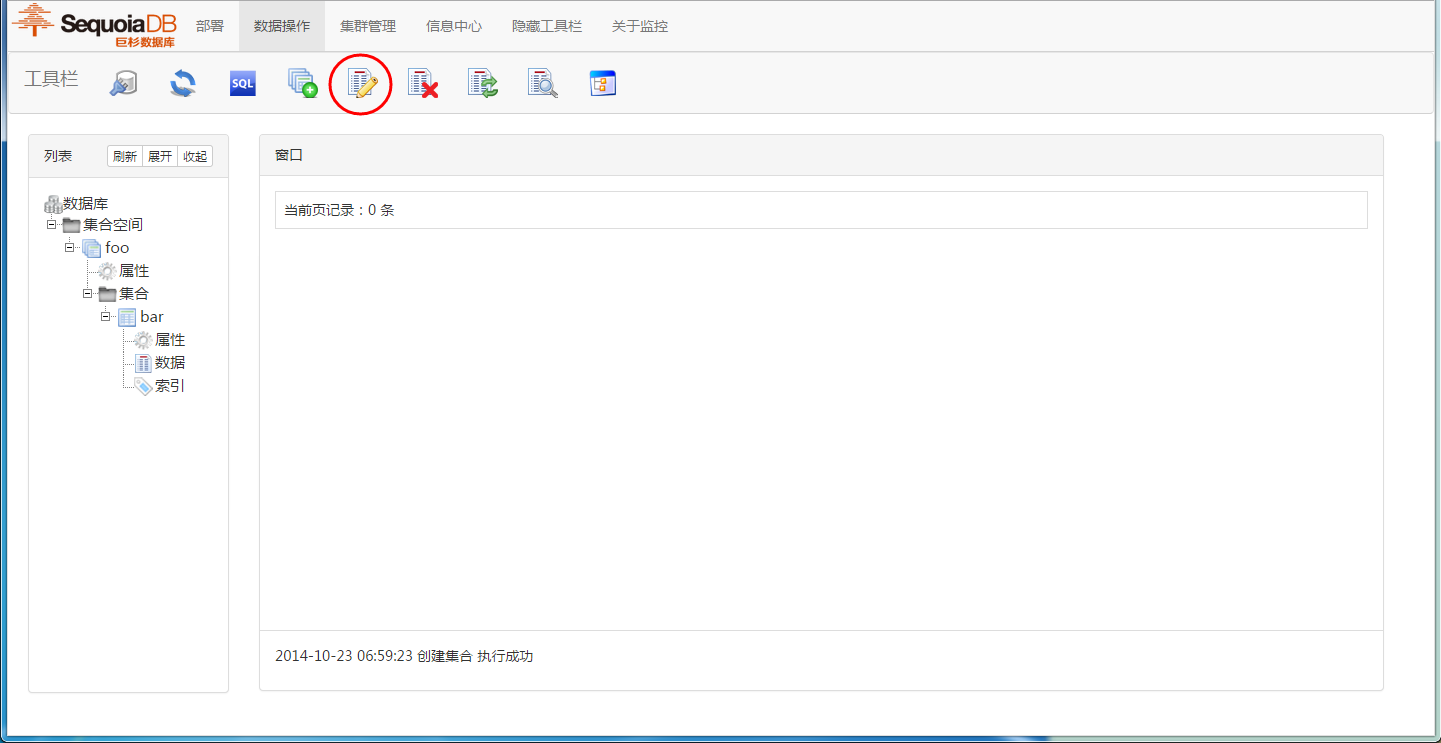 SequoiaDB
巨杉数据库
部署 数据操作 集群管理 信息中心 隐藏工具栏 关于监控
工具栏 SQL
列表 刷新 展开 收起
数据库
集合空间
foo
属性
集合
bar
属性
数据
索引
窗口
当前页记录：0 条
2014-10-23 06:59:23 创建集合 执行成功